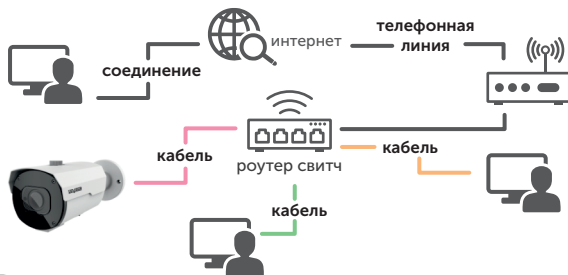 интернет
телефонная
линия
соединение
кабель
роутер свитч
кабель
кабель